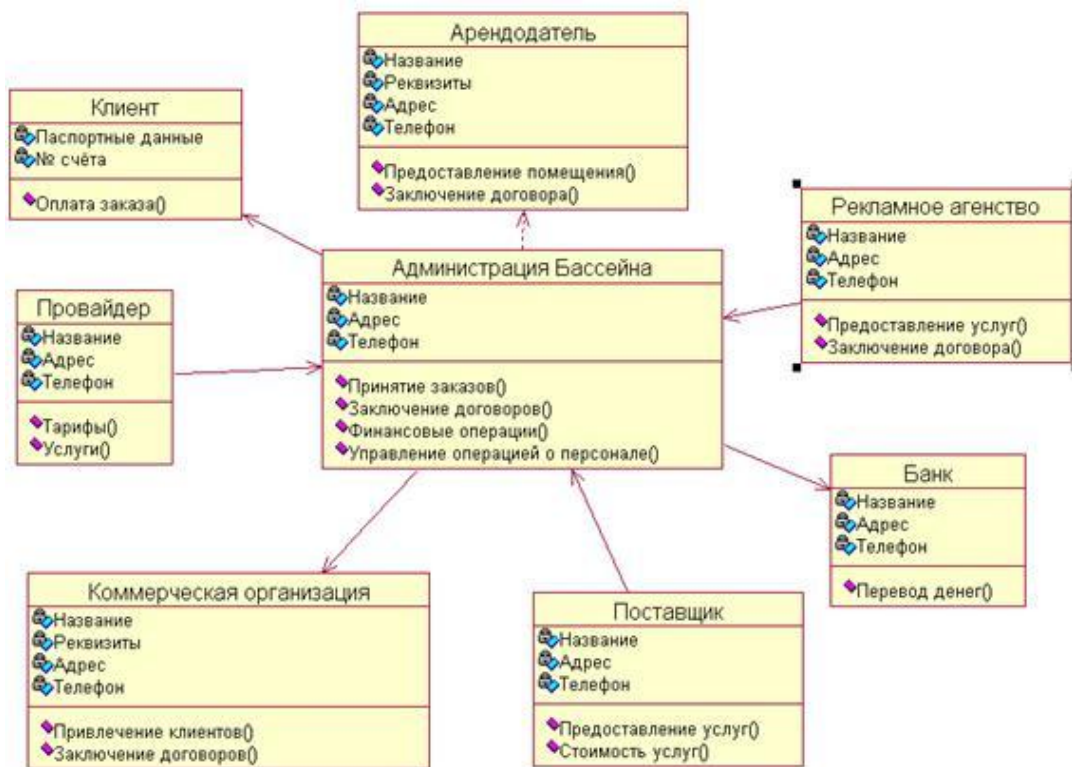 Арендодатель
Название
Реквизиты
Адрес
Телефон
Предоставление помещения()
Заключение договора()
Клиент
Паспортные данные
№ счёта
Оплата заказа()
Рекламное агенство
Название
Адрес
Телефон
Предоставление услуг()
Заключение договора()
Администрация Бассейна
Название
Адрес
Телефон
Принятие заказов()
Заключение договоров()
Финансовые операции()
Управление операцией о персонале()
Провайдер
Название
Адрес
Телефон
Тарифы()
Услуги()
Банк
Название
Адрес
Телефон
Перевод денег()
Коммерческая организация
Название
Реквизиты
Адрес
Телефон
Привлечение клиентов()
Заключение договоров()
Поставщик
Название
Адрес
Телефон
Предоставление услуг()
Стоимость услуг()